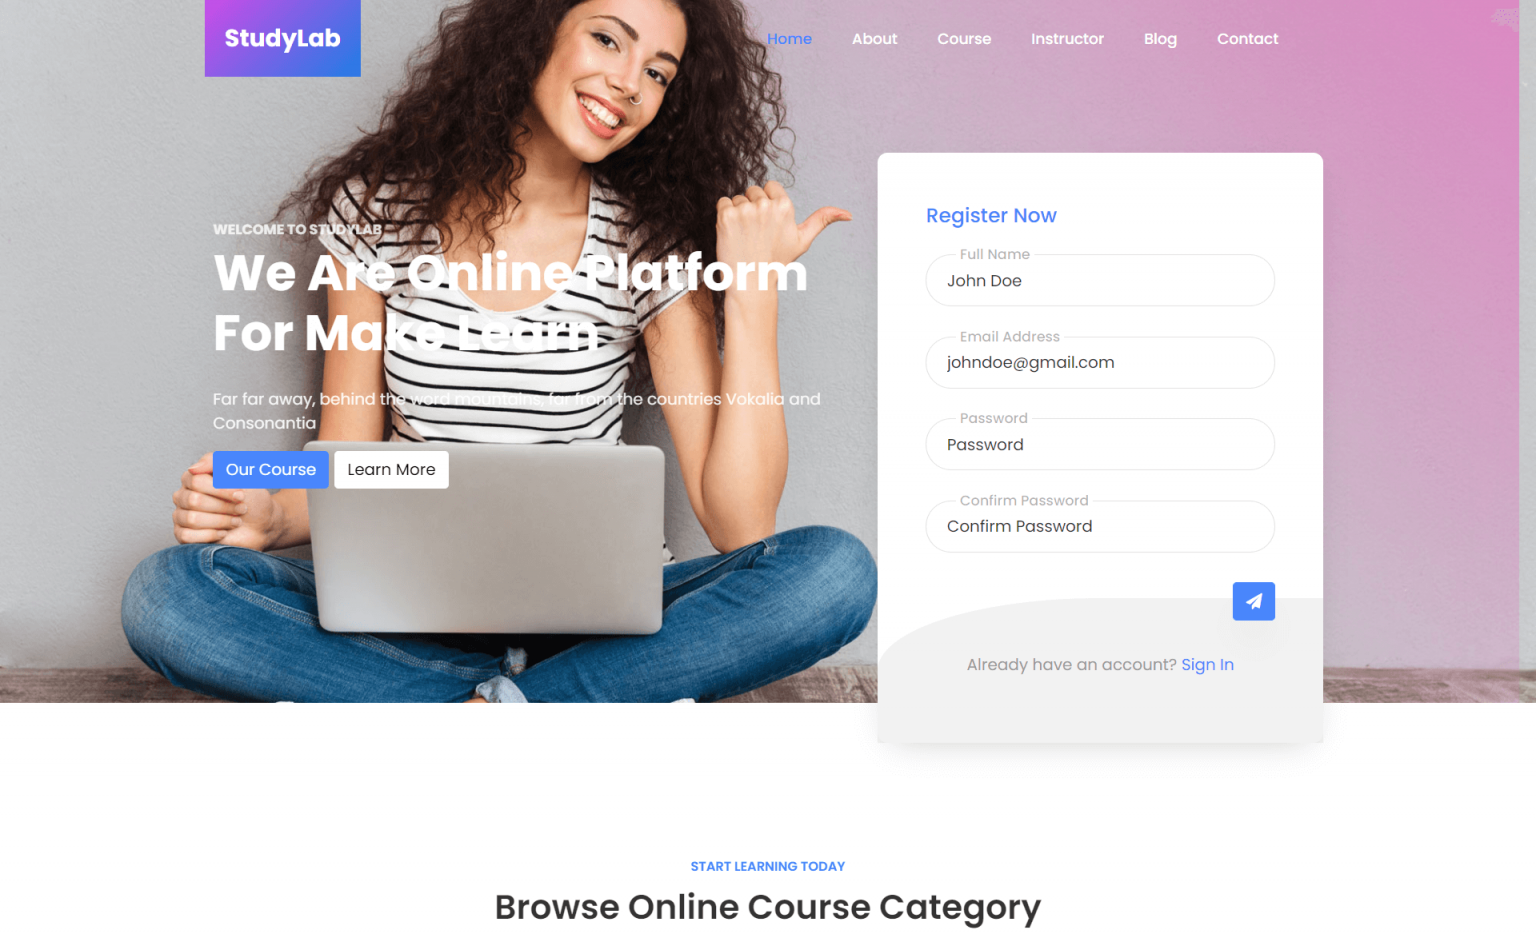 StudyLab
Home About Course Instructor Blog Contact
WELCOME TO STUDYLAB
We Are Online Platform
For Make Learn
Far far away, behind the word mountains, far from the countries Vokalia and
Consonantia
Our Course Learn More
Register Now
Full Name
John Doe
Email Address
johndoe@gmail.com
Password
Password
Confirm Password
Confirm Password
Already have an account? Sign In
START LEARNING TODAY
Browse Online Course Category